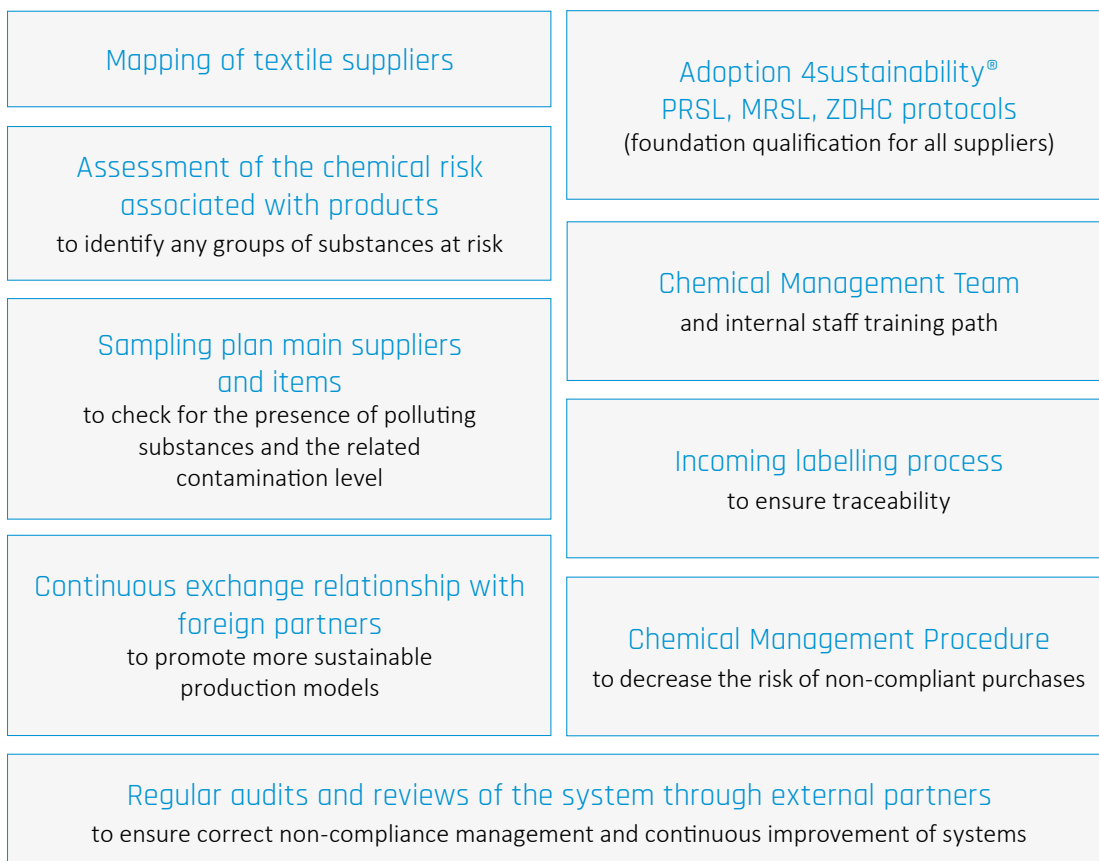 Mapping of textile suppliers
Assessment of the chemical risk
associated with products
to identify any groups of substances at risk
Sampling plan main suppliers
and items
to check for the presence of polluting
substances and the related
contamination level
Continuous exchange relationship with
foreign partners
to promote more sustainable
production models
Adoption 4sustainability®
PRSL, MRSL, ZDHC protocols
(foundation qualification for all suppliers)
Chemical Management Team
and internal staff training path
Incoming labelling process
to ensure traceability
Chemical Management Procedure
to decrease the risk of non-compliant purchases
Regular audits and reviews of the system through external partners
to ensure correct non-compliance management and continuous improvement of systems